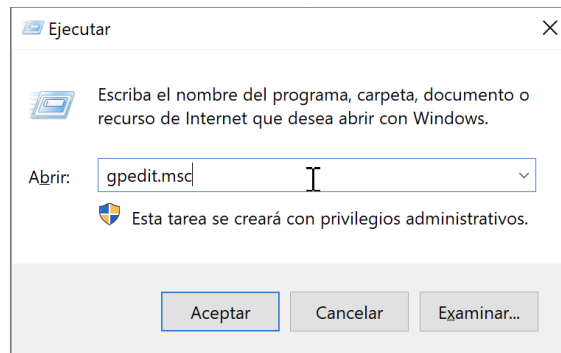 Ejecutar
Escriba el nombre del programa, carpeta, documento o
recurso de Internet que desea abrir con Windows.
Abrir: gpedit.msc
Esta tarea se creará con privilegios administrativos.
Aceptar Cancelar Examinar...